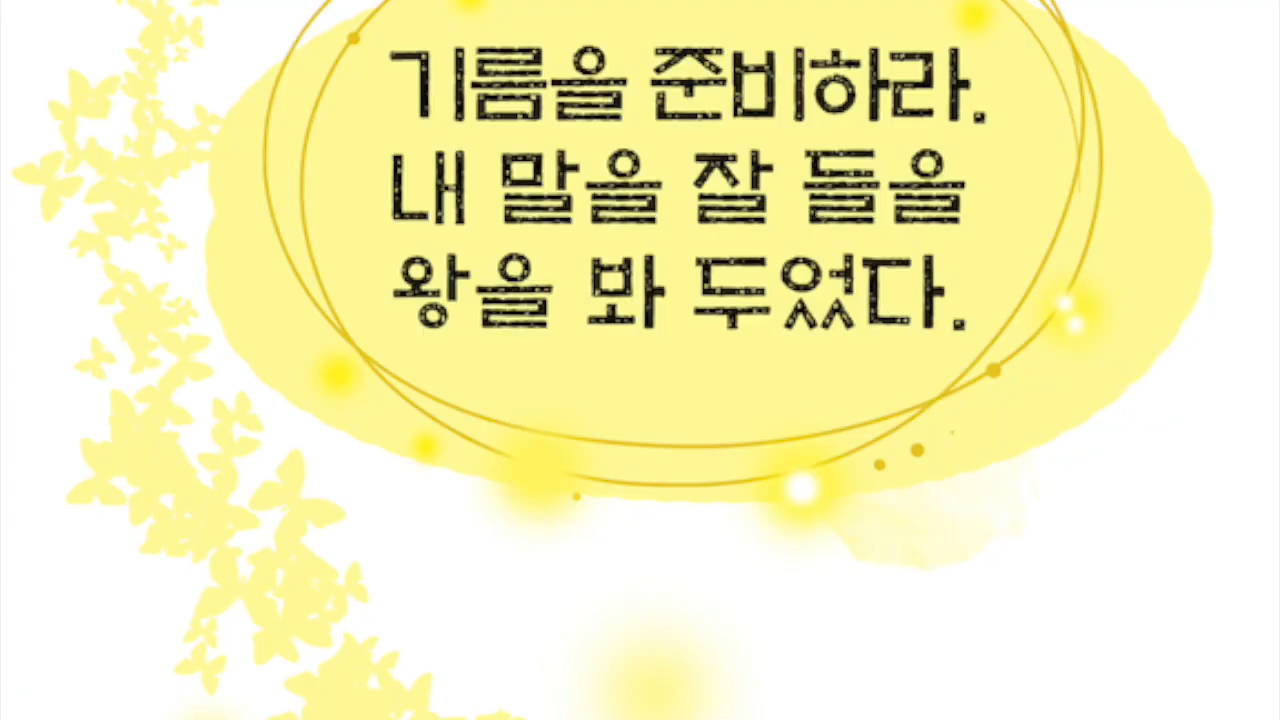 기름을 준비하라.
내 말을 잘 들을
왕을 봐 두었다.